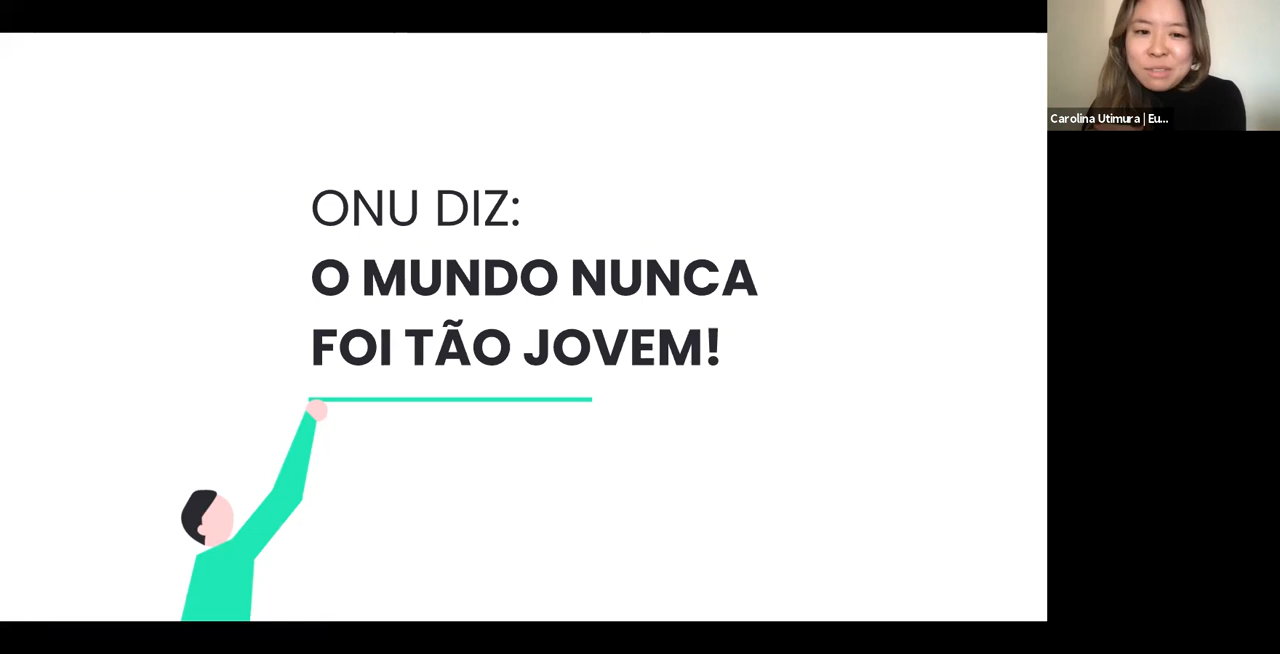 ONU DIZ:
O MUNDO NUNCA
FOI TÃO JOVEM!
Carolina Utimura | Eu...